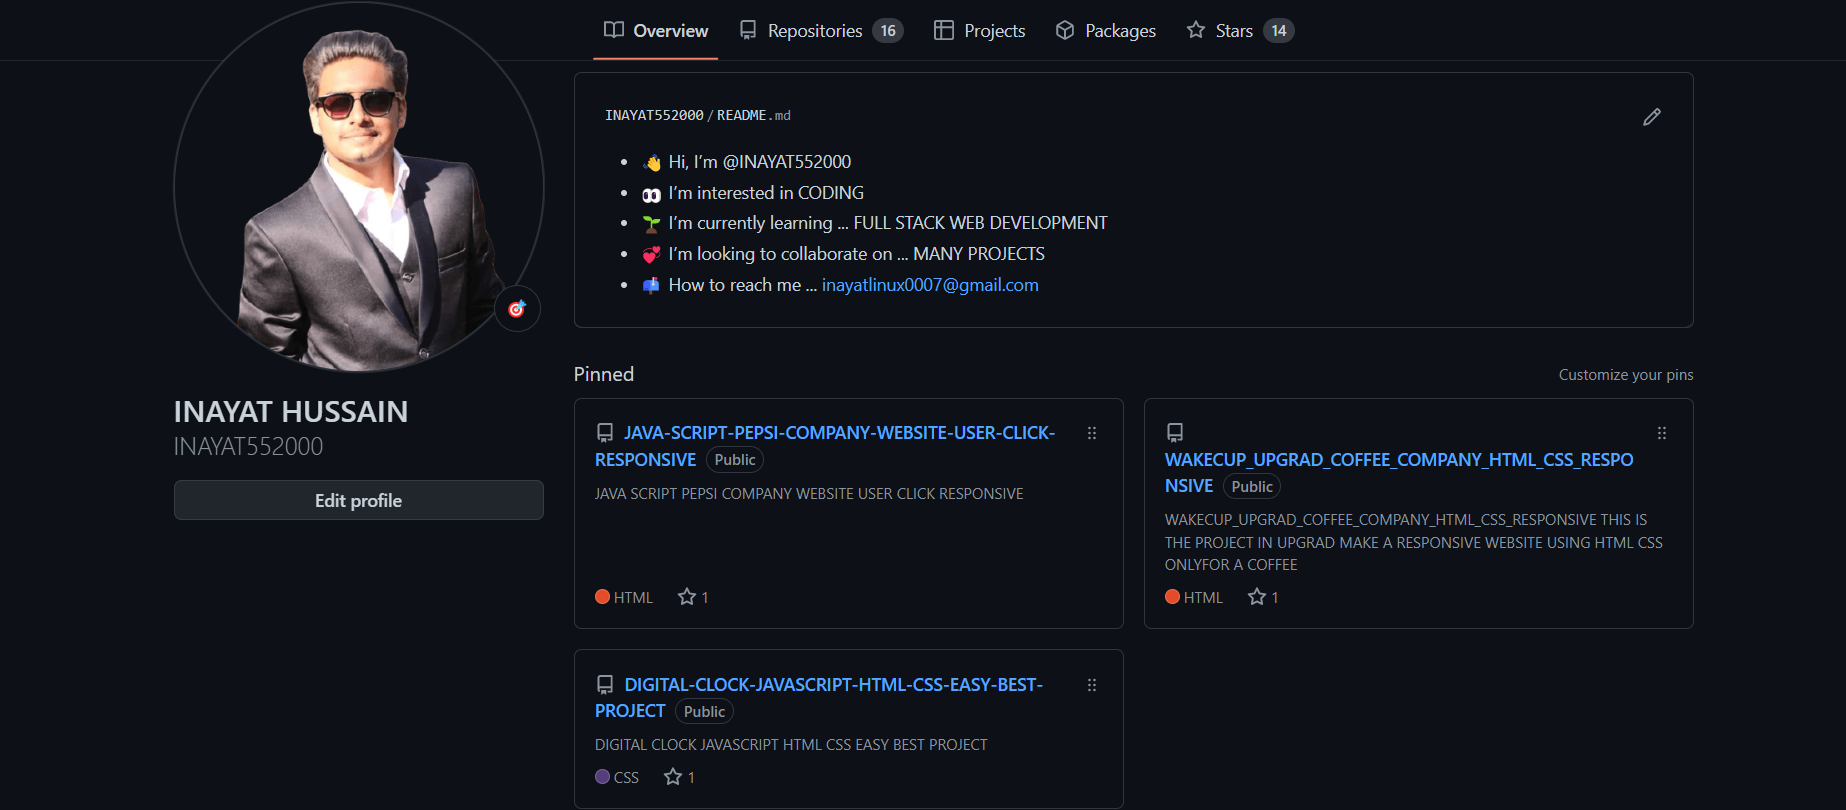 Overview
Repositories 16
Projects
Packages
Stars 14
INAYAT552000/README.md
Hi, I'm @INAYAT552000
I'm interested in CODING
I'm currently learning ... FULL STACK WEB DEVELOPMENT
I'm looking to collaborate on ... MANY PROJECTS
How to reach me ... inayatlinux0007@gmail.com
INAYAT HUSSAIN
INAYAT552000
Edit profile
Pinned
Customize your pins
JAVA-SCRIPT-PEPSI-COMPANY-WEBSITE-USER-CLICK-
RESPONSIVE Public
JAVA SCRIPT PEPSI COMPANY WEBSITE USER CLICK RESPONSIVE
HTML 1
WAKECUP_UPGRAD_COFFEE_COMPANY_HTML_CSS_RESPO
NSIVE Public
WAKECUP_UPGRAD_COFFEE_COMPANY_HTML_CSS_RESPONSIVE THIS IS
THE PROJECT IN UPGRAD MAKE A RESPONSIVE WEBSITE USING HTML CSS
ONLYFOR A COFFEE
HTML 1
DIGITAL-CLOCK-JAVASCRIPT-HTML-CSS-EASY-BEST-
PROJECT Public
DIGITAL CLOCK JAVASCRIPT HTML CSS EASY BEST PROJECT
CSS 1